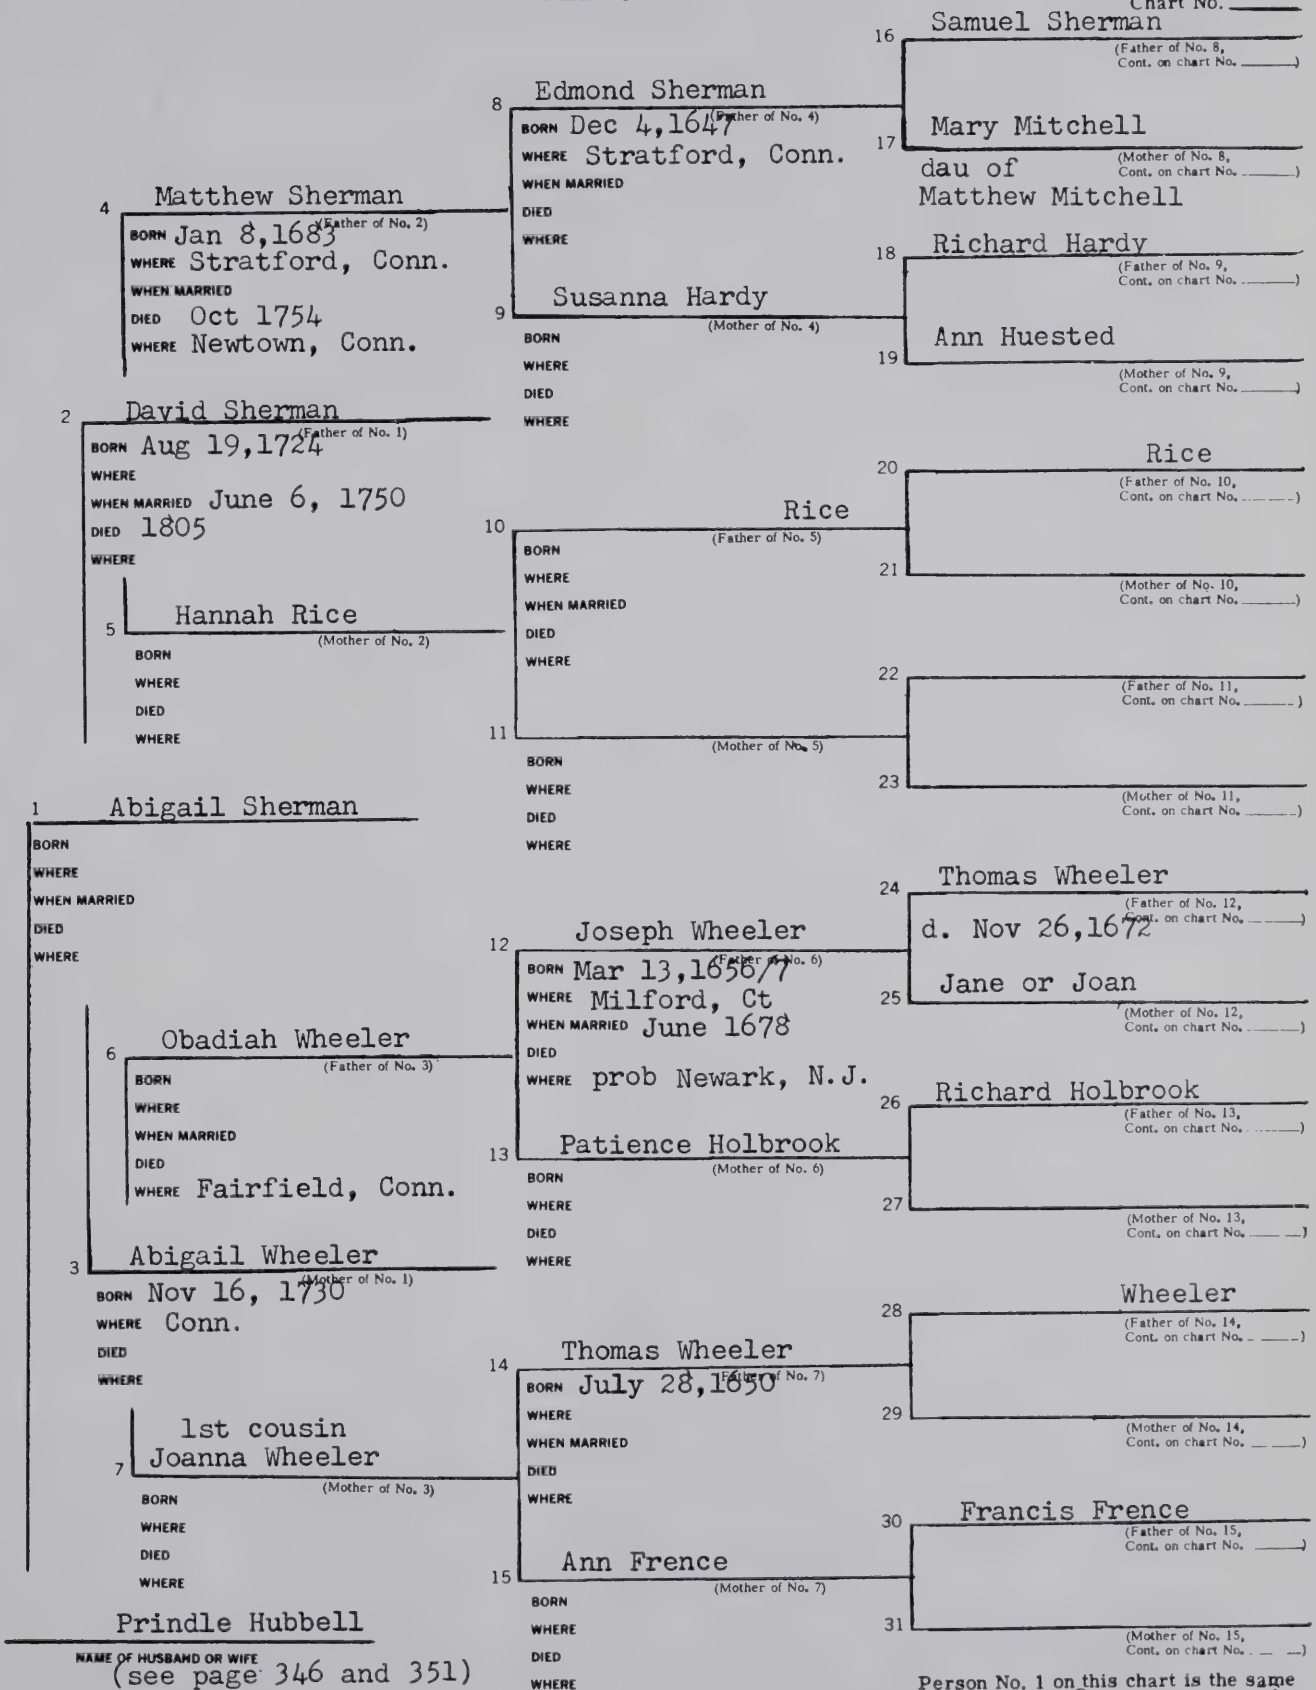 Chart No.
16 Samuel Sherman
(Father of No. 8,
Cont. on chart No. )
8 Edmond Sherman
(Father of No. 4)
BORN Dec 4,1647
WHERE Stratford, Conn.
WHEN MARRIED
DIED
WHERE
17 Mary Mitchell
(Mother of No. 8,
Cont. on chart No. )
dau of
Matthew Mitchell
4 Matthew Sherman
(Father of No. 2)
BORN Jan 8,1683
WHERE Stratford, Conn.
WHEN MARRIED
DIED Oct 1754
WHERE Newtown, Conn.
18 Richard Hardy
(Father of No. 9,
Cont. on chart No. )
9 Susanna Hardy
(Mother of No. 4)
BORN
WHERE
DIED
WHERE
19 Ann Huested
(Mother of No. 9,
Cont. on chart No. )
2 David Sherman
(Father of No. 1)
BORN Aug 19,1724
WHERE
WHEN MARRIED June 6, 1750
DIED 1805
WHERE
20 Rice
(Father of No. 10,
Cont. on chart No. )
10 Rice
(Father of No. 5)
BORN
WHERE
WHEN MARRIED
DIED
WHERE
21
(Mother of No. 10,
Cont. on chart No. )
5 Hannah Rice
(Mother of No. 2)
BORN
WHERE
DIED
WHERE
22
(Father of No. 11,
Cont. on chart No. )
11
(Mother of No. 5)
BORN
WHERE
DIED
WHERE
23
(Mother of No. 11,
Cont. on chart No. )
1 Abigail Sherman
BORN
WHERE
WHEN MARRIED
DIED
WHERE
24 Thomas Wheeler
(Father of No. 12,
Cont. on chart No. )
d. Nov 26,1672
12 Joseph Wheeler
(Father of No. 6)
BORN Mar 13,1656/7
WHERE Milford, Ct
WHEN MARRIED June 1678
DIED
WHERE prob Newark, N.J.
25 Jane or Joan
(Mother of No. 12,
Cont. on chart No. )
6 Obadiah Wheeler
(Father of No. 3)
BORN
WHERE
WHEN MARRIED
DIED
WHERE Fairfield, Conn.
26 Richard Holbrook
(Father of No. 13,
Cont. on chart No. )
13 Patience Holbrook
(Mother of No. 6)
BORN
WHERE
DIED
WHERE
27
(Mother of No. 13,
Cont. on chart No. )
3 Abigail Wheeler
(Mother of No. 1)
BORN Nov 16, 1730
WHERE Conn.
DIED
WHERE
28 Wheeler
(Father of No. 14,
Cont. on chart No. )
14 Thomas Wheeler
(Father of No. 7)
BORN July 28,1650
WHERE
WHEN MARRIED
DIED
WHERE
29
(Mother of No. 14,
Cont. on chart No. )
1st cousin
7 Joanna Wheeler
(Mother of No. 3)
BORN
WHERE
DIED
WHERE
30 Francis Frence
(Father of No. 15,
Cont. on chart No. )
15 Ann Frence
(Mother of No. 7)
BORN
WHERE
DIED
WHERE
31
(Mother of No. 15,
Cont. on chart No. )
Prindle Hubbell
NAME OF HUSBAND OR WIFE
(see page 346 and 351)
Person No. 1 on this chart is the same